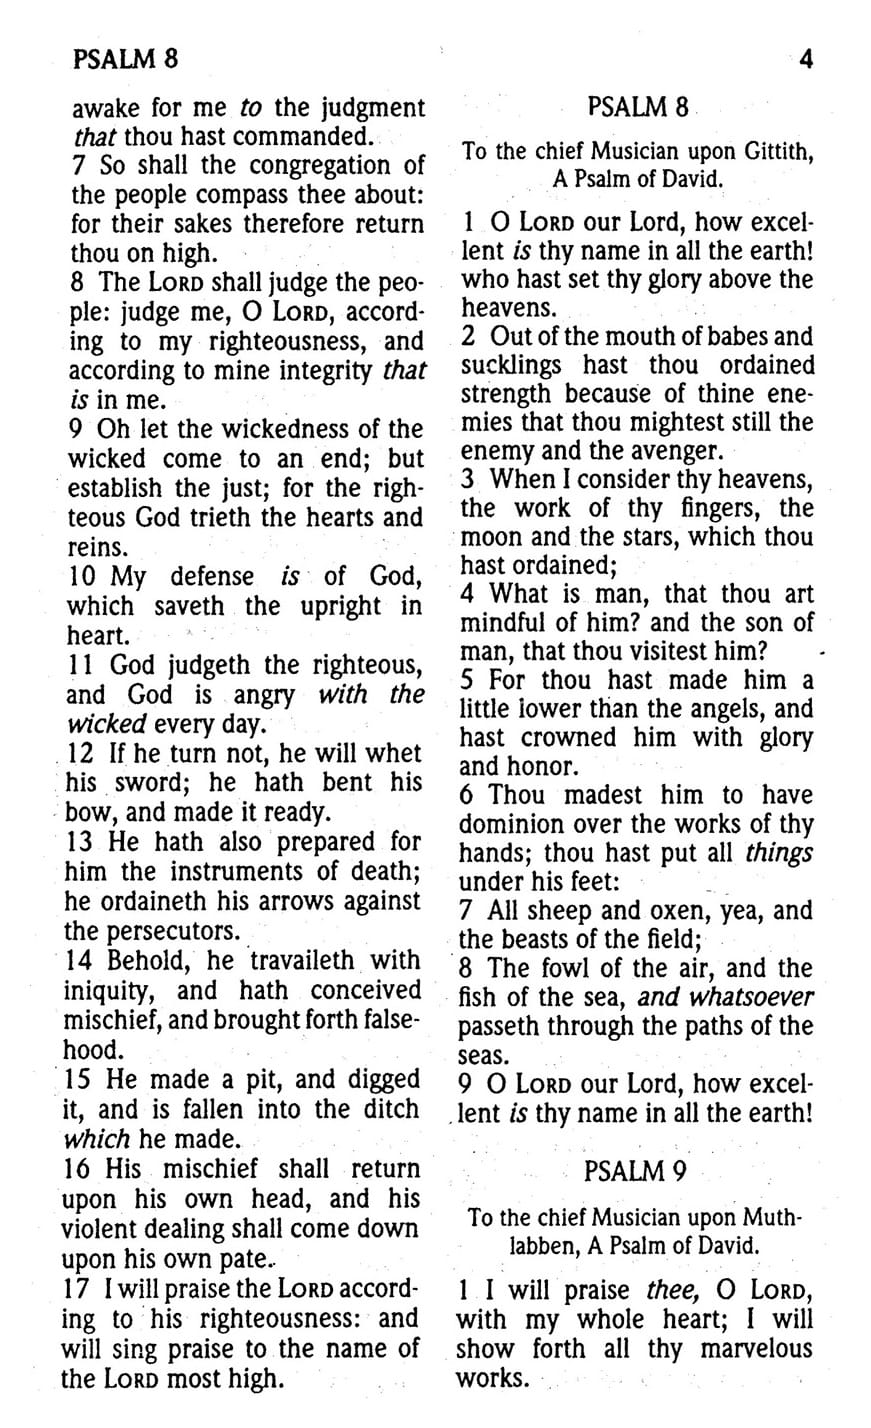 PSALM 8
4
awake for me to the judgment
that thou hast commanded.
7 So shall the congregation of
the people compass thee about:
for their sakes therefore return
thou on high.
8 The LORD shall judge the peo-
ple: judge me, O LORD, accord-
ing to my righteousness, and
according to mine integrity that
is in me.
9 Oh let the wickedness of the
wicked come to an end; but
establish the just; for the righ-
teous God trieth the hearts and
reins.
10 My defense is of God,
which saveth the upright in
heart.
11 God judgeth the righteous,
and God is angry with the
wicked every day.
12 If he turn not, he will whet
his sword; he hath bent his
bow, and made it ready.
13 He hath also prepared for
him the instruments of death;
he ordaineth his arrows against
the persecutors.
14 Behold, he travaileth with
iniquity, and hath conceived
mischief, and brought forth false-
hood.
15 He made a pit, and digged
it, and is fallen into the ditch
which he made.
16 His mischief shall return
upon his own head, and his
violent dealing shall come down
upon his own pate.
17 I will praise the LORD accord-
ing to his righteousness: and
will sing praise to the name of
the LORD most high.
PSALM 8
To the chief Musician upon Gittith,
A Psalm of David.
1 O LORD our Lord, how excel-
lent is thy name in all the earth!
who hast set thy glory above the
heavens.
2 Out of the mouth of babes and
sucklings hast thou ordained
strength because of thine ene-
mies that thou mightest still the
enemy and the avenger.
3 When I consider thy heavens,
the work of thy fingers, the
moon and the stars, which thou
hast ordained;
4 What is man, that thou art
mindful of him? and the son of
man, that thou visitest him?
5 For thou hast made him a
little lower than the angels, and
hast crowned him with glory
and honor.
6 Thou madest him to have
dominion over the works of thy
hands; thou hast put all things
under his feet:
7 All sheep and oxen, yea, and
the beasts of the field;
8 The fowl of the air, and the
fish of the sea, and whatsoever
passeth through the paths of the
seas.
9 O LORD our Lord, how excel-
lent is thy name in all the earth!
PSALM 9
To the chief Musician upon Muth-
labben, A Psalm of David.
1 I will praise thee, O LORD,
with my whole heart; I will
show forth all thy marvelous
works.